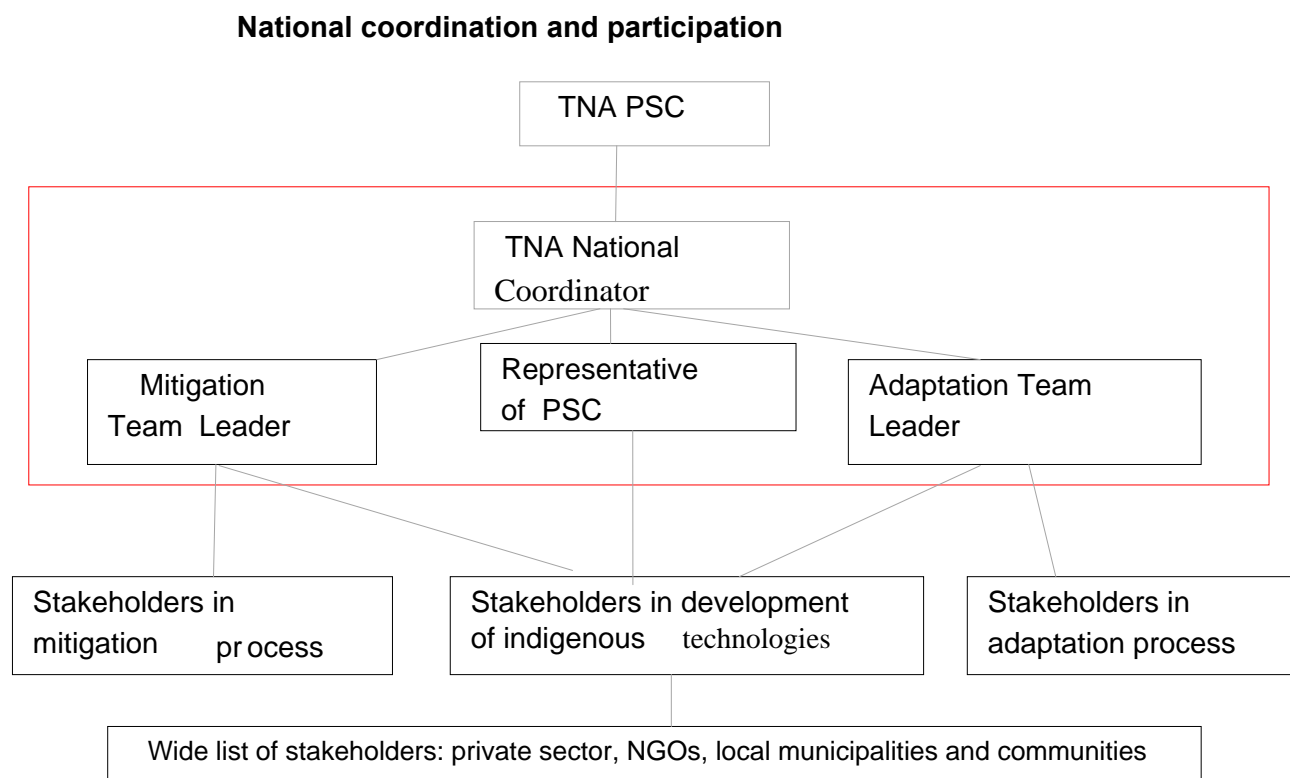 National coordination and participation
TNA PSC
TNA National
Coordinator
Mitigation
Team Leader
Representative
of PSC
Adaptation Team
Leader
Stakeholders in
mitigation process
Stakeholders in development
of indigenous technologies
Stakeholders in
adaptation process
Wide list of stakeholders: private sector, NGOs, local municipalities and communities